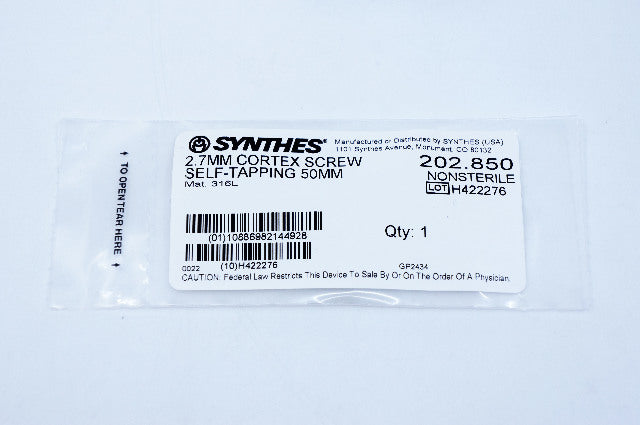 SYNTHES®
Manufactured or Distributed by SYNTHES (USA)
1101 Synthes Avenue, Monument, CO 80132
2.7MM CORTEX SCREW
SELF-TAPPING 50MM
Mat. 316L
202.850
NONSTERILE
LOT H422276
(01)10886982144928
Qty: 1
(10)H422276
0022
GP2434
CAUTION: Federal Law Restricts This Device To Sale By Or On The Order Of A Physician.
TO OPEN TEAR HERE